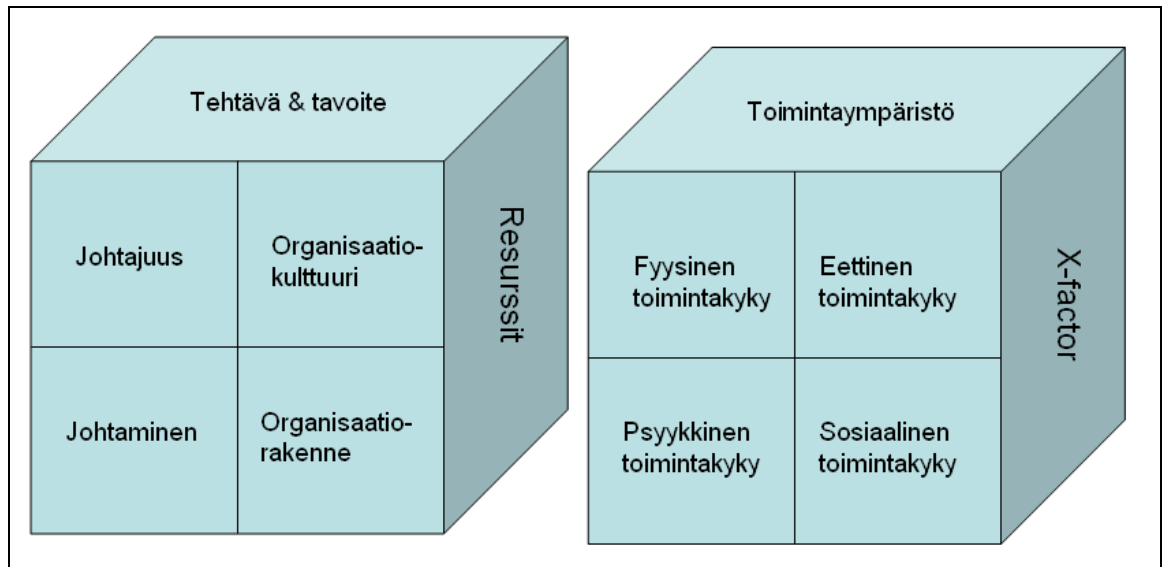 Tehtävä & tavoite
Johtajuus
Organisaatio-
kulttuuri
Johtaminen
Organisaatio-
rakenne
Resurssit
Toimintaympäristö
Fyysinen
toimintakyky
Eettinen
toimintakyky
Psyykkinen
toimintakyky
Sosiaalinen
toimintakyky
X-factor